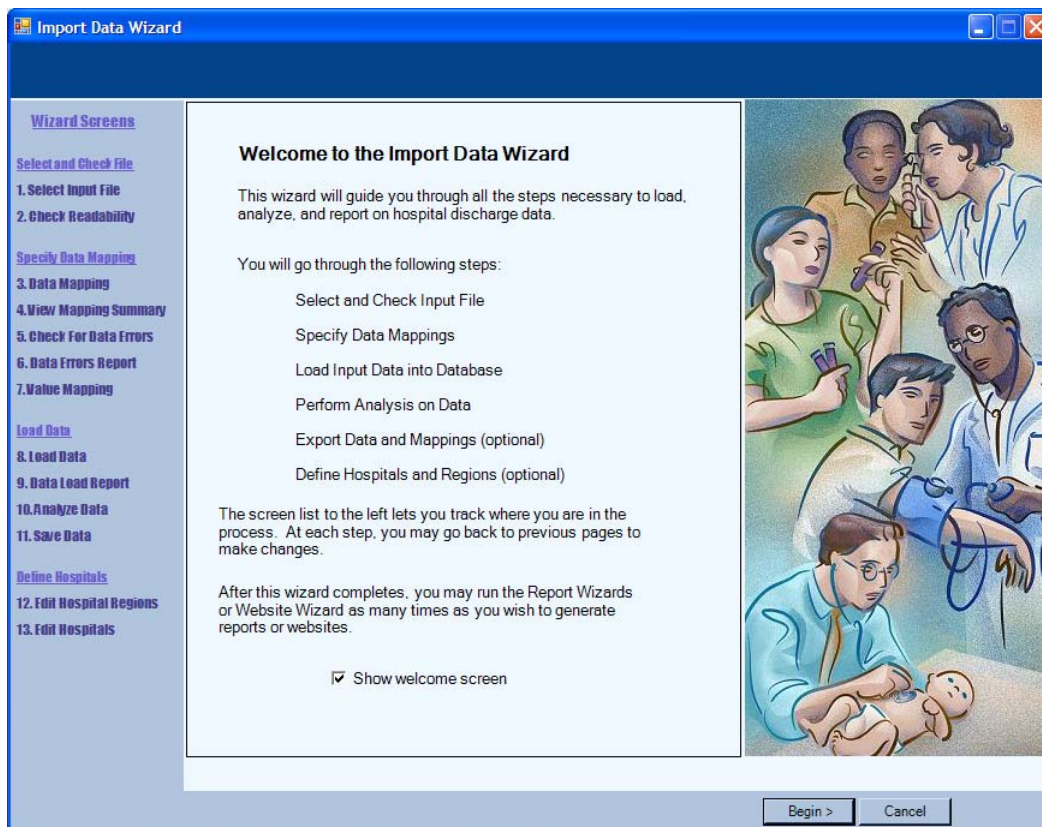 Import Data Wizard
Wizard Screens
Select and Check File
1. Select Input File
2. Check Readability
Specify Data Mapping
3. Data Mapping
4.View Mapping Summary
5. Check For Data Errors
6. Data Errors Report
7.Value Mapping
Load Data
8. Load Data
9. Data Load Report
10.Analyze Data
11. Save Data
Define Hospitals
12. Edit Hospital Regions
13. Edit Hospitals
Welcome to the Import Data Wizard
This wizard will guide you through all the steps necessary to load,
analyze, and report on hospital discharge data.
You will go through the following steps:
Select and Check Input File
Specify Data Mappings
Load Input Data into Database
Perform Analysis on Data
Export Data and Mappings (optional)
Define Hospitals and Regions (optional)
The screen list to the left lets you track where you are in the
process.  At each step, you may go back to previous pages to
make changes.
After this wizard completes, you may run the Report Wizards
or Website Wizard as many times as you wish to generate
reports or websites.
Show welcome screen
Begin >
Cancel